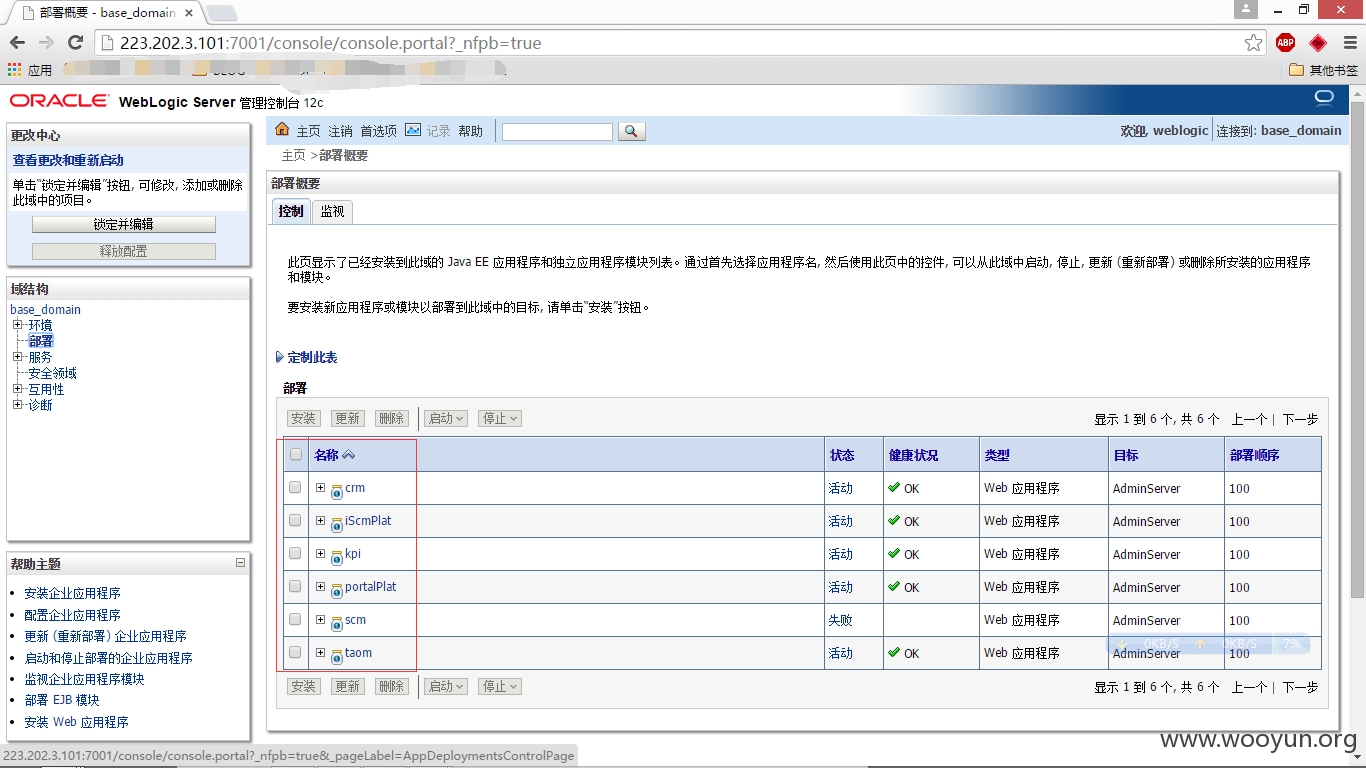 部署概要 - base_domain
223.202.3.101:7001/console/console.portal?_nfpb=true
ABP
应用
其他书签
ORACLE WebLogic Server 管理控制台 12c
更改中心
查看更改和重新启动
单击“锁定并编辑”按钮, 可修改, 添加或删除
此域中的项目。
锁定并编辑
释放配置
域结构
base_domain
环境
部署
服务
安全领域
互用性
诊断
帮助主题
安装企业应用程序
配置企业应用程序
更新 (重新部署) 企业应用程序
启动和停止部署的企业应用程序
监视企业应用程序模块
部署 EJB 模块
安装 Web 应用程序
主页 注销 首选项 记录 帮助
欢迎, weblogic 连接到: base_domain
主页 >部署概要
部署概要
控制 监视
此页显示了已经安装到此域的 Java EE 应用程序和独立应用程序模块列表。通过首先选择应用程序名, 然后使用此页中的控件, 可以从此域中启动, 停止, 更新 (重新部署) 或删除所安装的应用程序
和模块。
要安装新应用程序或模块以部署到此域中的目标, 请单击“安装”按钮。
定制此表
部署
安装 更新 删除 启动 停止 显示 1 到 6 个, 共 6 个 上一个 | 下一步
名称 状态 健康状况 类型 目标 部署顺序
crm 活动 OK Web 应用程序 AdminServer 100
iScmPlat 活动 OK Web 应用程序 AdminServer 100
kpi 活动 OK Web 应用程序 AdminServer 100
portalPlat 活动 OK Web 应用程序 AdminServer 100
scm 失败 Web 应用程序 AdminServer 100
0KB/S 0KB/S 7%
taom 活动 OK Web 应用程序 AdminServer 100
安装 更新 删除 启动 停止 显示 1 到 6 个, 共 6 个 上一个 | 下一步
www.wooyun.org
223.202.3.101:7001/console/console.portal?_nfpb=true&_pageLabel=AppDeploymentsControlPage